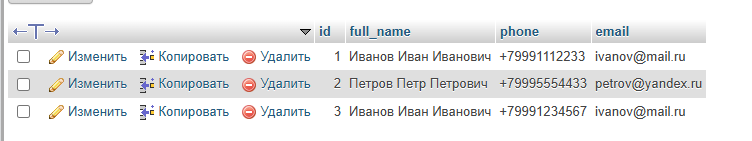 id full_name phone email
Изменить Копировать Удалить 1 Иванов Иван Иванович +79991112233 ivanov@mail.ru
Изменить Копировать Удалить 2 Петров Петр Петрович +79995554433 petrov@yandex.ru
Изменить Копировать Удалить 3 Иванов Иван Иванович +79991234567 ivanov@mail.ru